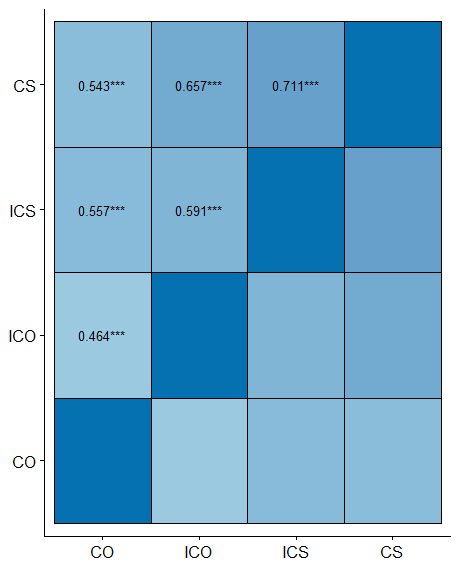 CS 0.543*** 0.657*** 0.711***
ICS 0.557*** 0.591***
ICO 0.464***
CO
CO ICO ICS CS